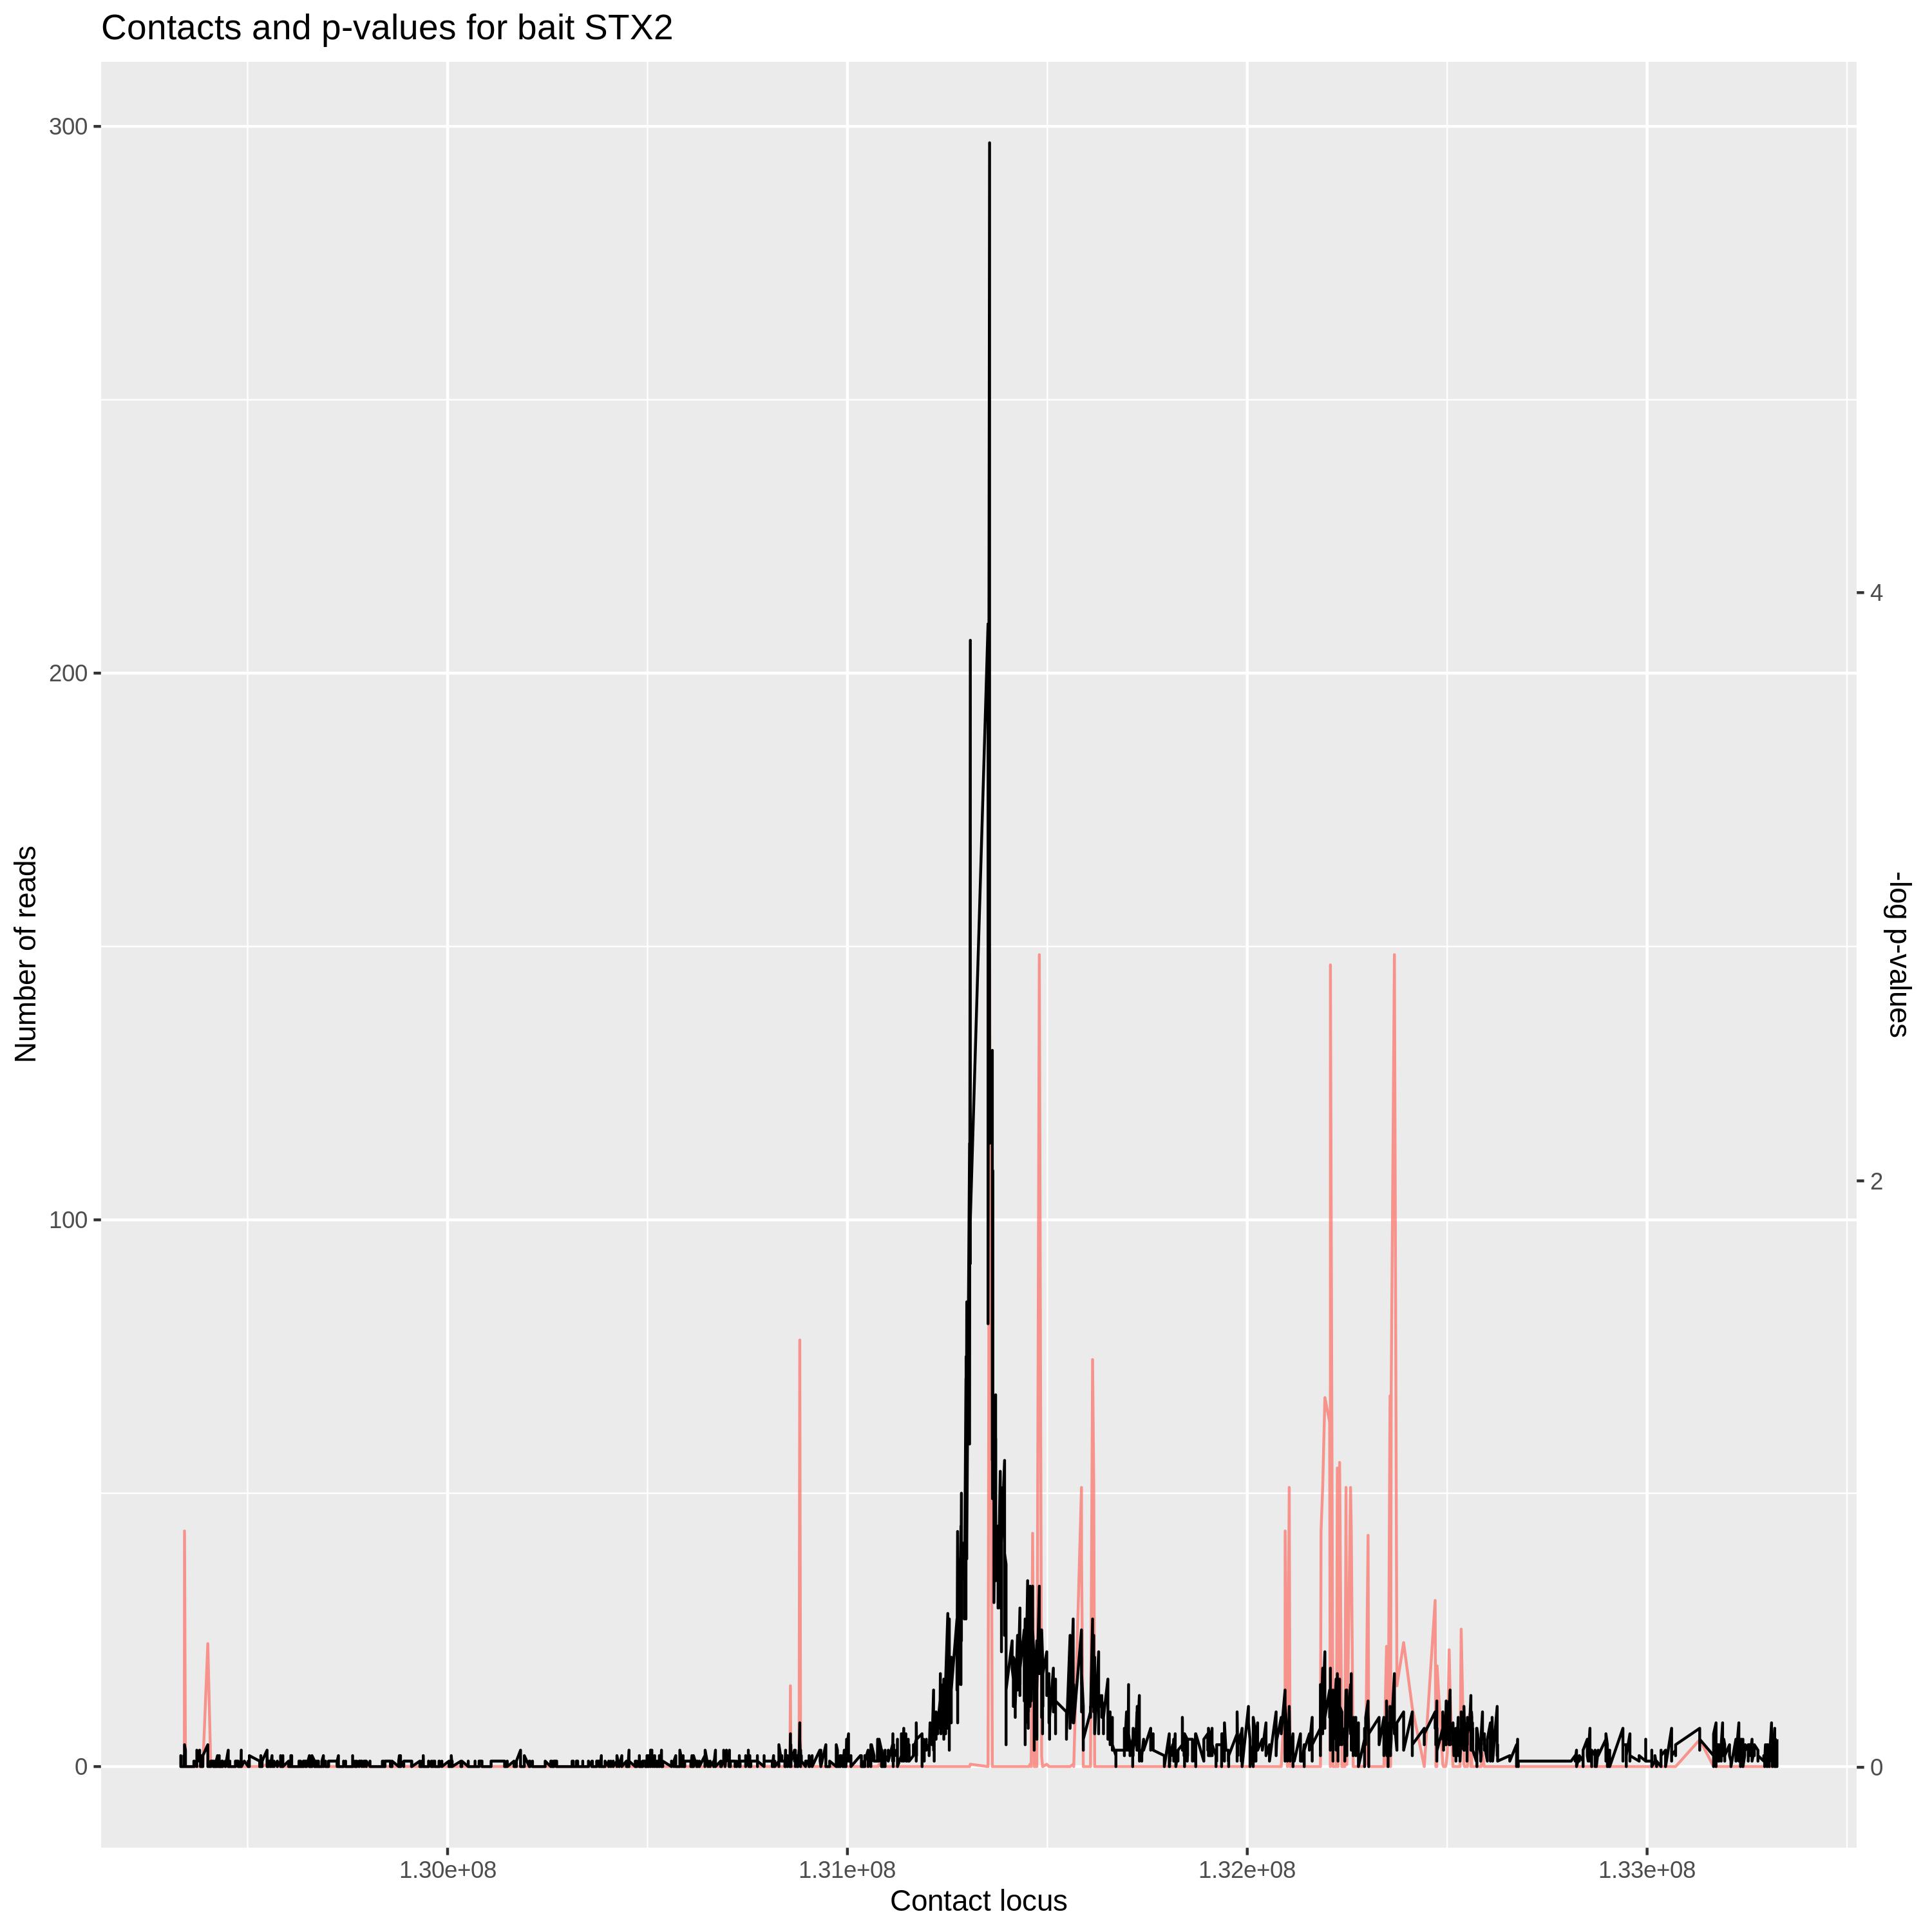 Contacts and p-values for bait STX2
300
200
100
0
Number of reads
4
2
0
-log p-values
1.30e+08
1.31e+08
1.32e+08
1.33e+08
Contact locus